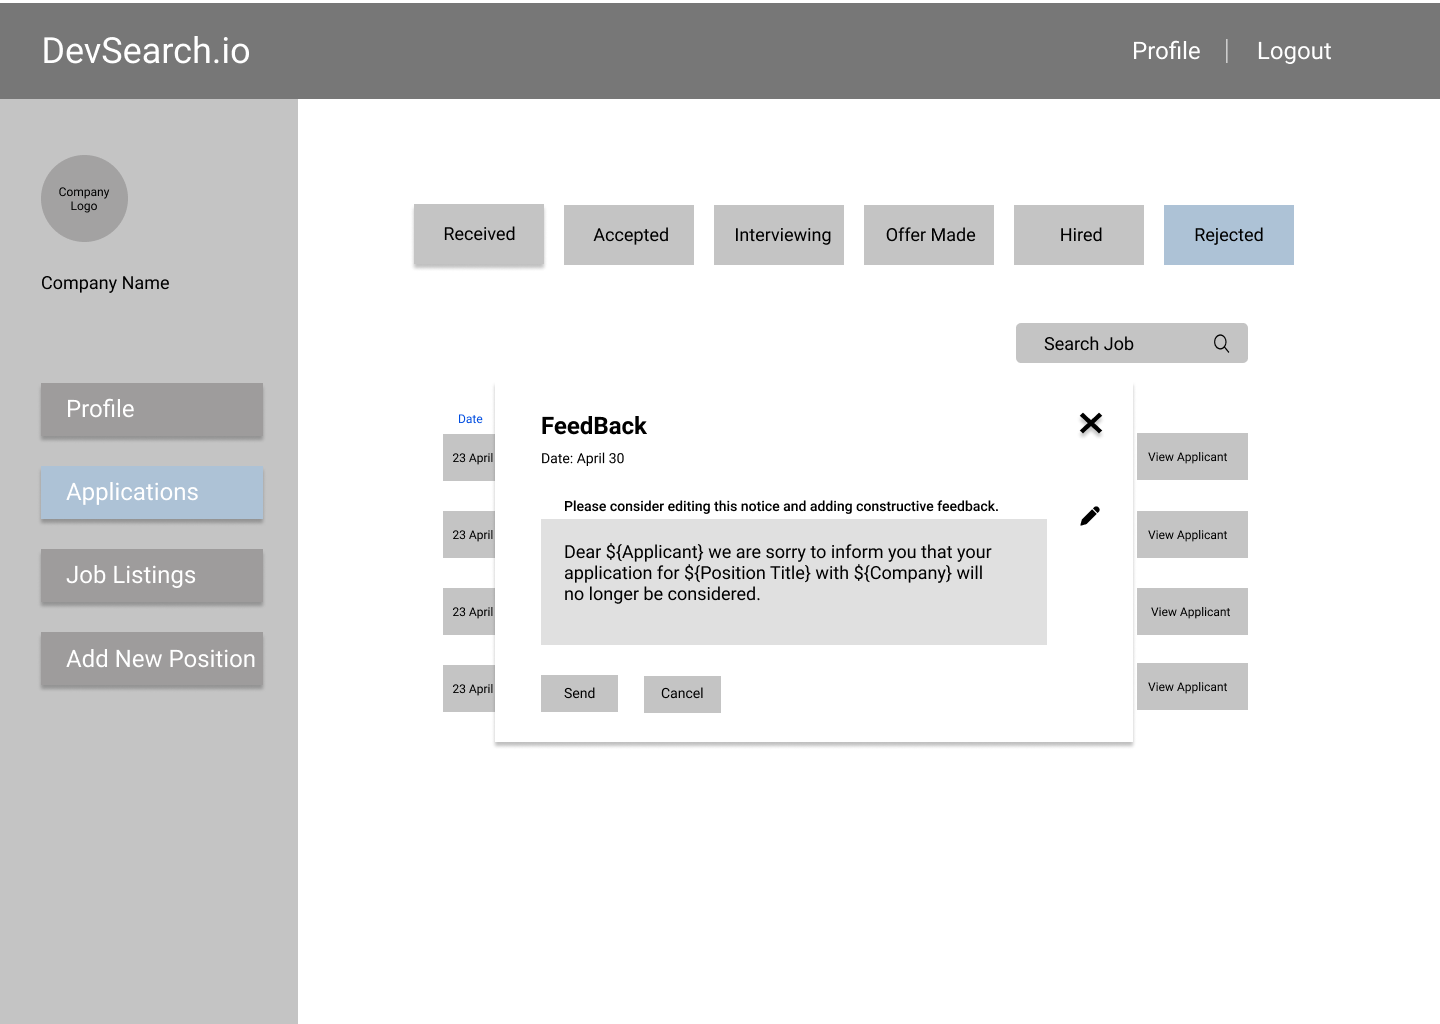 DevSearch.io
Profile
Logout
Company
Logo
Company Name
Profile
Applications
Job Listings
Add New Position
Received
Accepted
Interviewing
Offer Made
Hired
Rejected
Search Job
Date
23 April
View Applicant
23 April
View Applicant
23 April
View Applicant
23 April
View Applicant
FeedBack
Date: April 30
Please consider editing this notice and adding constructive feedback.
Dear ${Applicant} we are sorry to inform you that your
application for ${Position Title} with ${Company} will
no longer be considered.
Send
Cancel